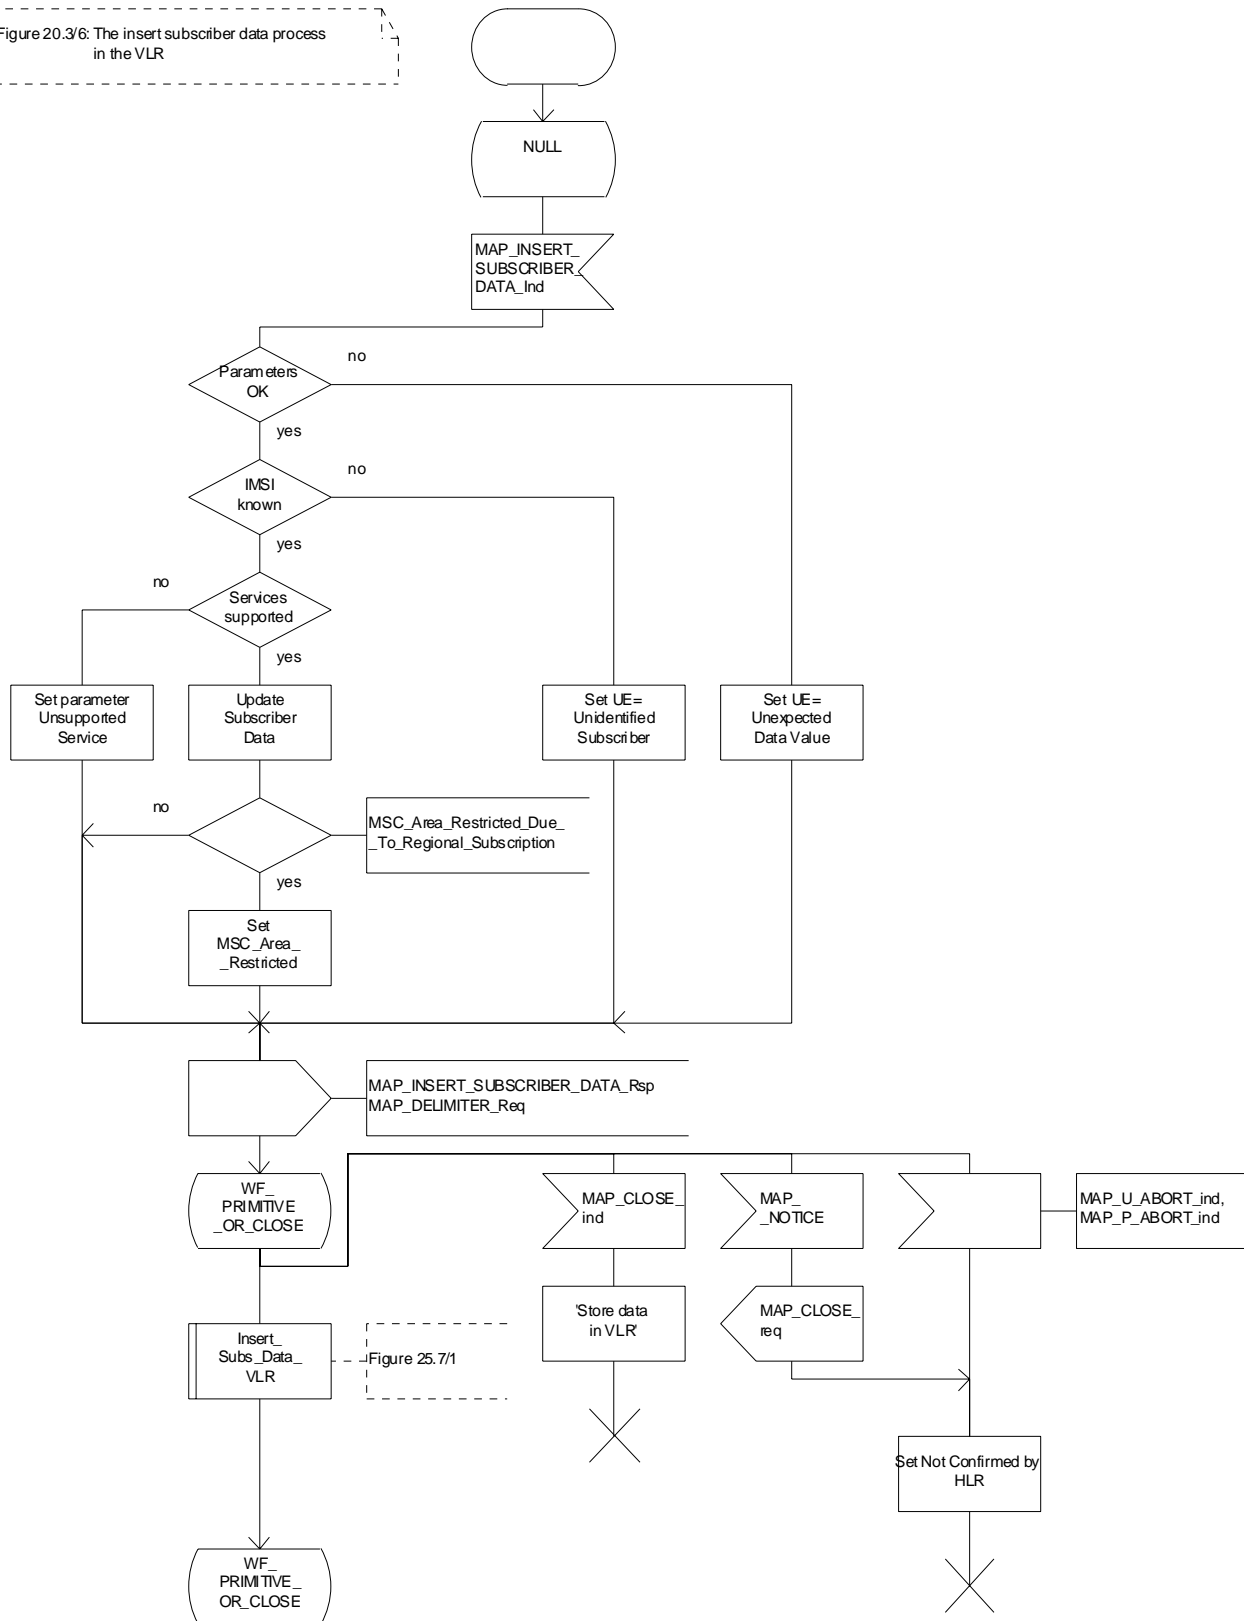 Figure 20.3/6: The insert subscriber data process
in the VLR
NULL
MAP_INSERT_
SUBSCRIBER_
DATA_Ind
Parameters
OK
no
yes
IMSI
known
no
yes
Services
supported
no
yes
Set parameter
Unsupported
Service
Update
Subscriber
Data
Set UE=
Unidentified
Subscriber
Set UE=
Unexpected
Data Value
no
MSC_Area_Restricted_Due_
_To_Regional_Subscription
yes
Set
MSC_Area_
_Restricted
MAP_INSERT_SUBSCRIBER_DATA_Rsp
MAP_DELIMITER_Req
WF_
PRIMITIVE
_OR_CLOSE
MAP_CLOSE_
ind
MAP_
_NOTICE
MAP_U_ABORT_ind,
MAP_P_ABORT_ind
'Store data
in VLR'
MAP_CLOSE_
req
Insert_
Subs_Data_
VLR
Figure 25.7/1
Set Not Confirmed by
HLR
WF_
PRIMITIVE_
OR_CLOSE